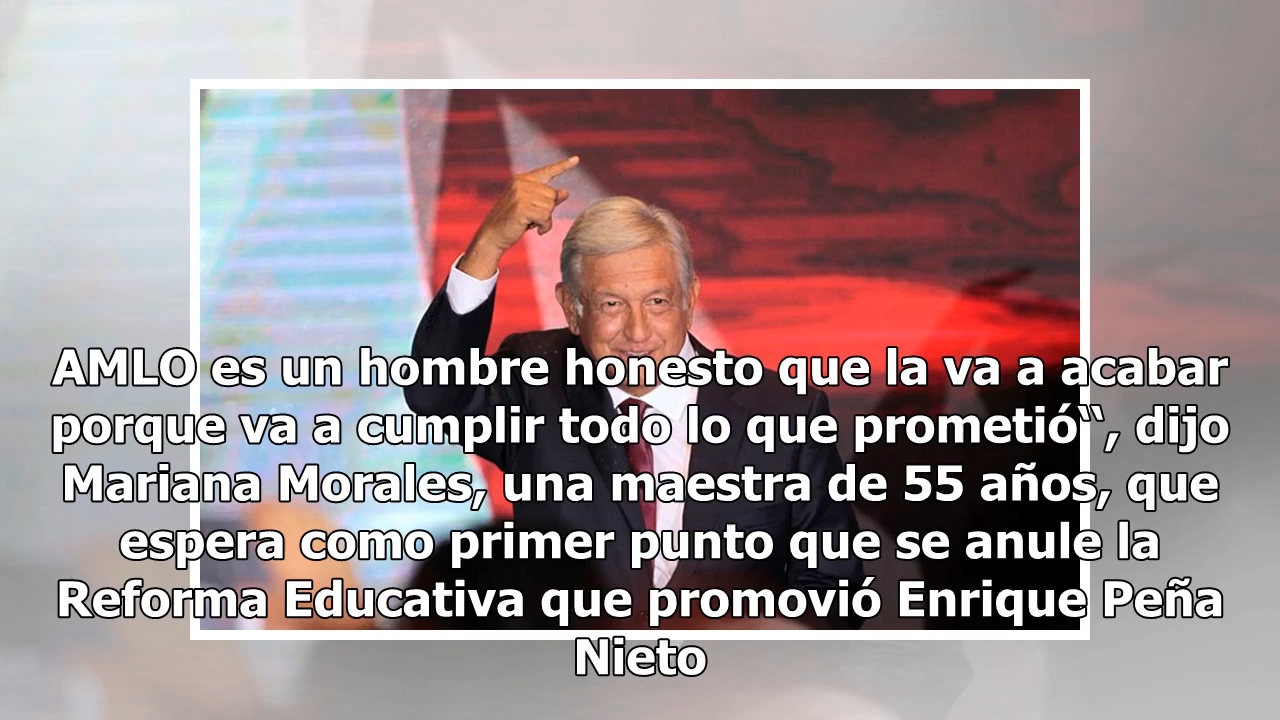 AMLO es un hombre honesto que la va a acabar
porque va a cumplir todo lo que prometió“, dijo
Mariana Morales, una maestra de 55 años, que
espera como primer punto que se anule la
Reforma Educativa que promovió Enrique Peña
Nieto